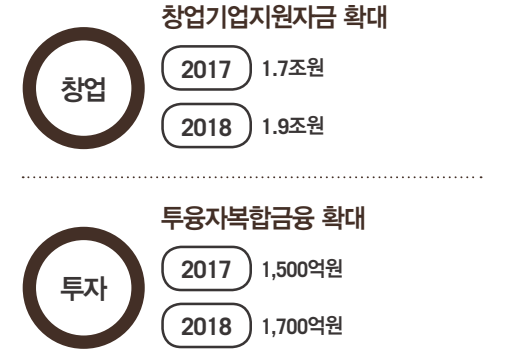 창업기업지원자금 확대
창업
2017 1.7조원
2018 1.9조원
투융자복합금융 확대
투자
2017 1,500억원
2018 1,700억원